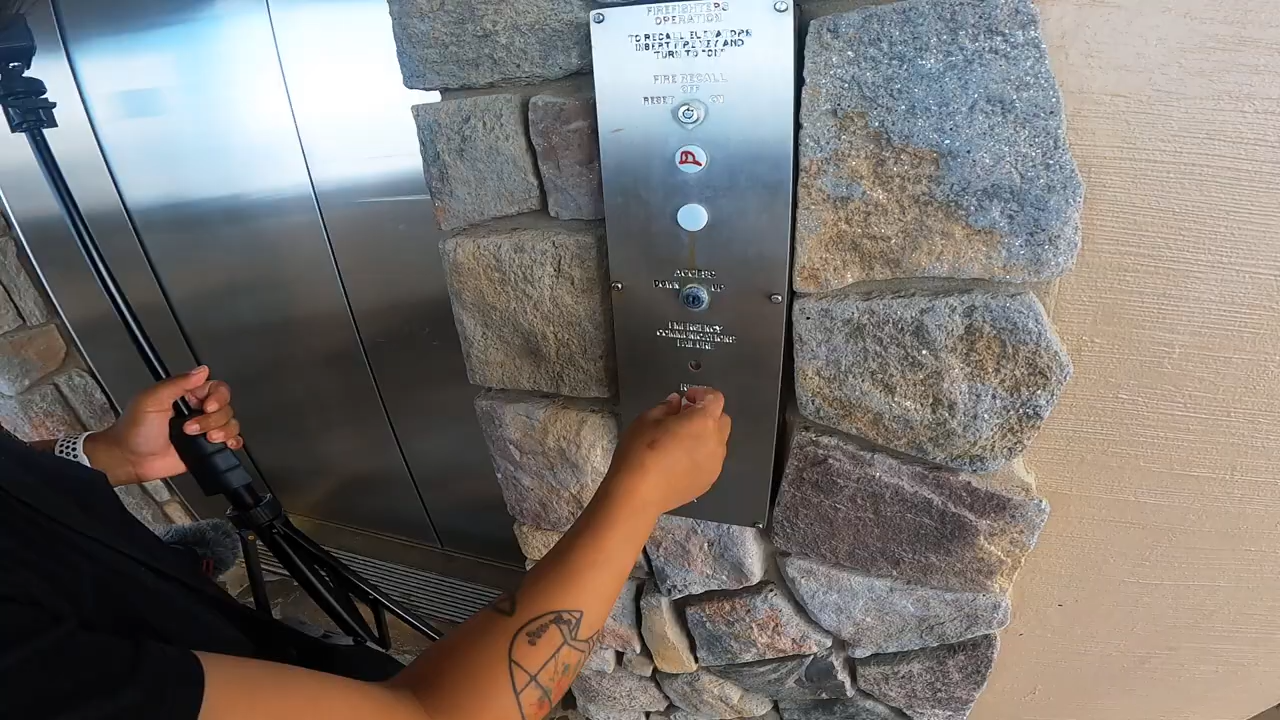 FIREFIGHTERS
OPERATION
TO RECALL ELEVATORS
INSERT FIRE KEY AND
TURN TO "ON"
FIRE RECALL
OFF
RESET ON
ACCESS
DOWN UP
EMERGENCY
COMMUNICATIONS
FAILURE